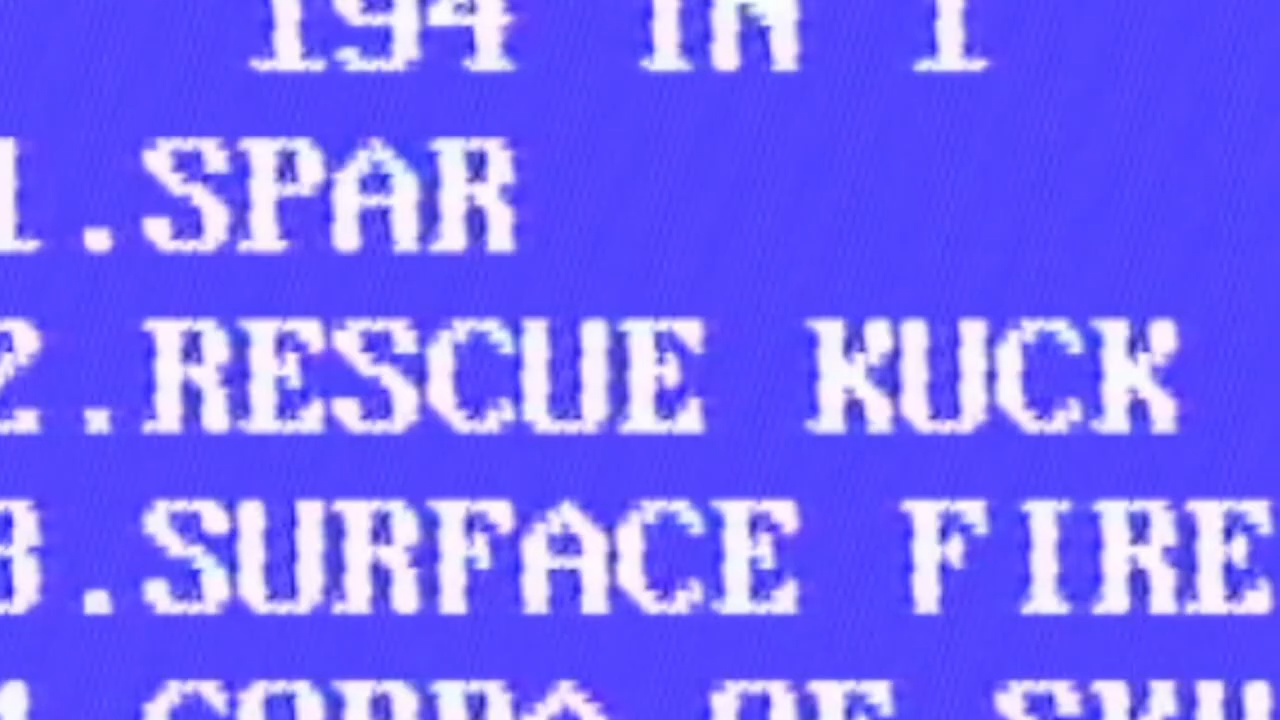 194 IN 1
1.SPAR
2.RESCUE KUCK
3.SURFACE FIRE